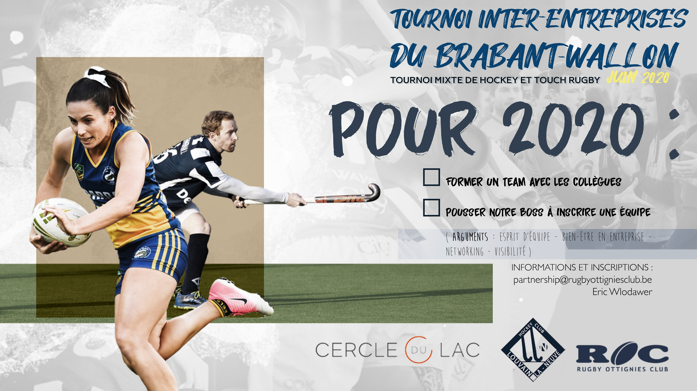 TOURNOI INTER-ENTREPRISES
DU BRABANT-WALLON
TOURNOI MIXTE DE HOCKEY ET TOUCH RUGBY JUIN 2020
POUR 2020 :
FORMER UN TEAM AVEC LES COLLÈGUES
POUSSER NOTRE BOSS À INSCRIRE UNE ÉQUIPE
( ARGUMENTS : ESPRIT D'ÉQUIPE - BIEN-ÊTRE EN ENTREPRISE -
NETWORKING - VISIBILITÉ )
INFORMATIONS ET INSCRIPTIONS :
partnership@rugbyottigniesclub.be
Eric Wlodawer
CERCLE DU LAC
HOCKEY CLUB
LOUVAIN-LA-NEUVE
ROC
RUGBY OTTIGNIES CLUB